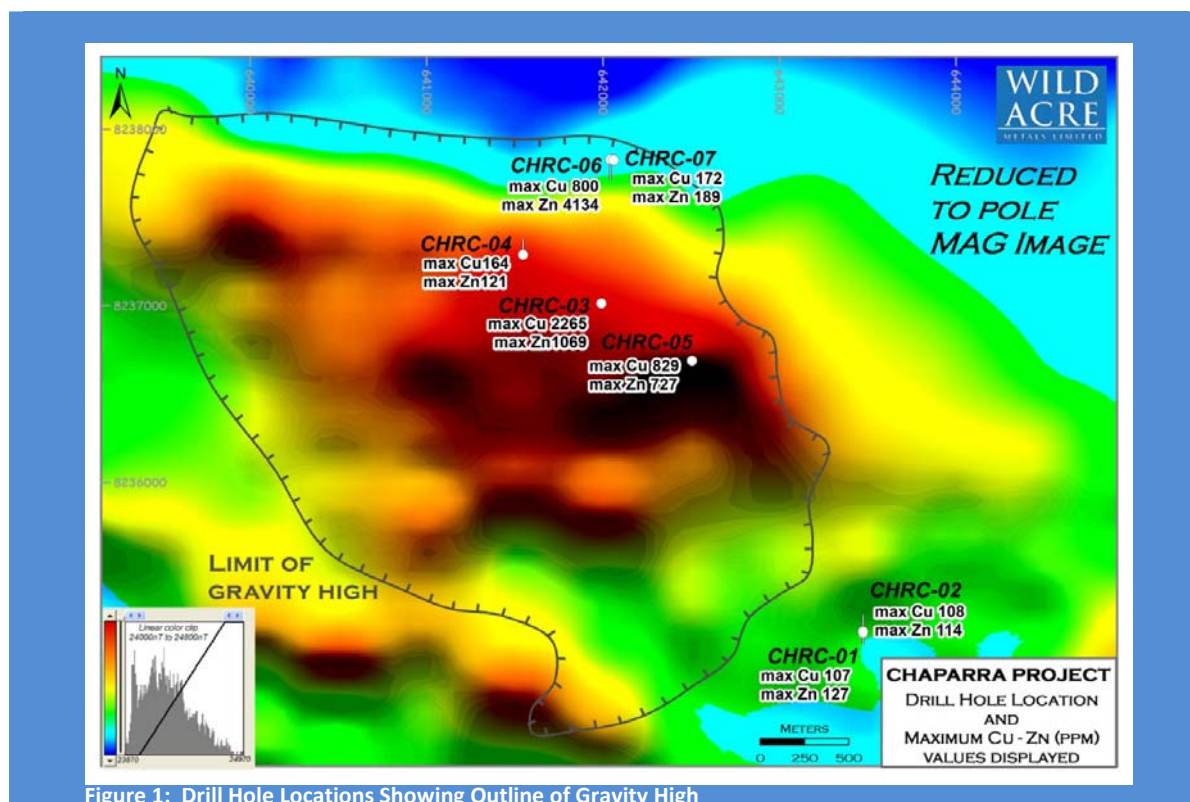 N
640000
641000
642000
643000
644000
8238000
8237000
8236000
WILD
ACRE
METALS LIMITED
REDUCED
TO POLE
MAG IMAGE
CHRC-06
max Cu 800
max Zn 4134
CHRC-07
max Cu 172
max Zn 189
CHRC-04
max Cu164
max Zn121
CHRC-03
max Cu 2265
max Zn1069
CHRC-05
max Cu 829
max Zn 727
LIMIT OF
GRAVITY HIGH
CHRC-02
max Cu 108
max Zn 114
CHRC-01
max Cu 107
max Zn 127
Linear color clip
24000nT to 24800nT
23870
24970
METERS
0 250 500
CHAPARRA PROJECT
DRILL HOLE LOCATION
AND
MAXIMUM CU - ZN (PPM)
VALUES DISPLAYED
Figure 1: Drill Hole Locations Showing Outline of Gravity High